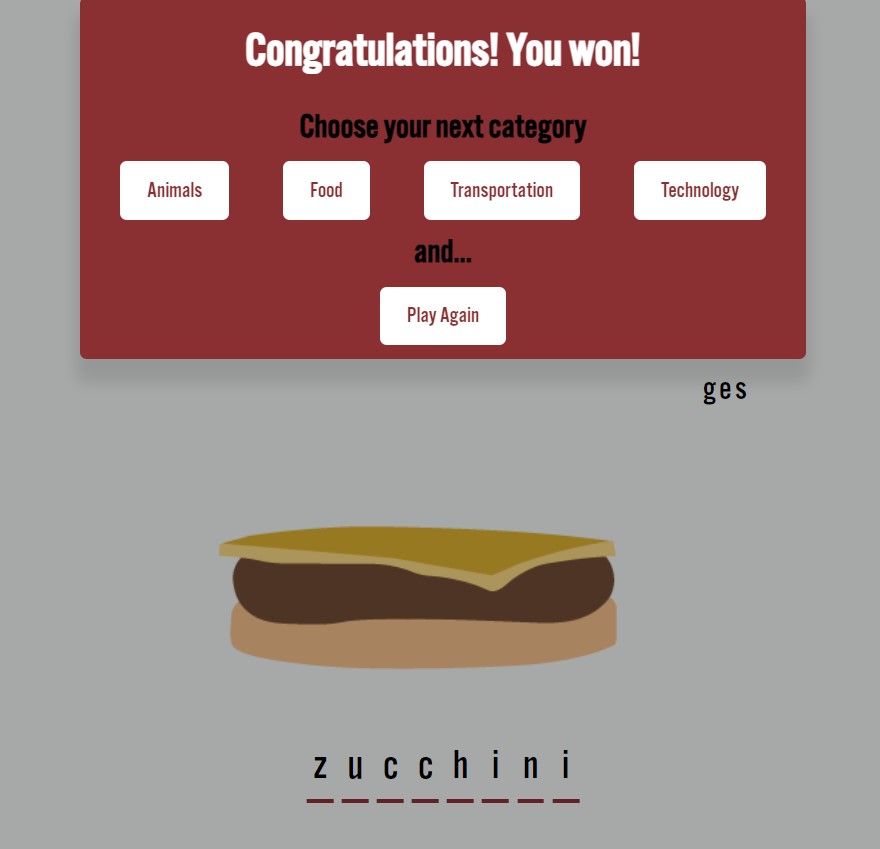 Congratulations! You won!
Choose your next category
Animals Food Transportation Technology
and...
Play Again
ges
z u c c h i n i